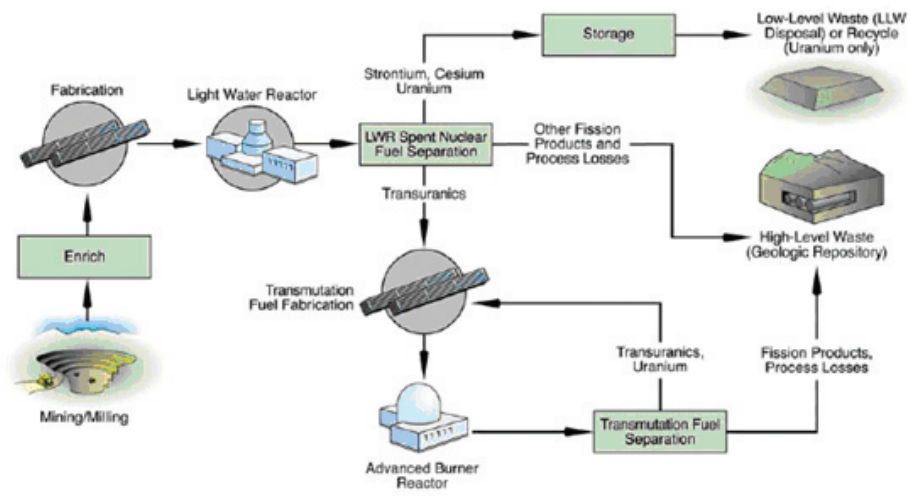 Storage
Low-Level Waste (LLW
Disposal) or Recycle
(Uranium only)
Strontium, Cesium
Uranium
Fabrication
Light Water Reactor
LWR Spent Nuclear
Fuel Separation
Other Fission
Products and
Process Losses
Transuranics
Enrich
High-Level Waste
(Geologic Repository)
Transmutation
Fuel Fabrication
Transuranics,
Uranium
Fission Products,
Process Losses
Mining/Milling
Transmutation Fuel
Separation
Advanced Burner
Reactor